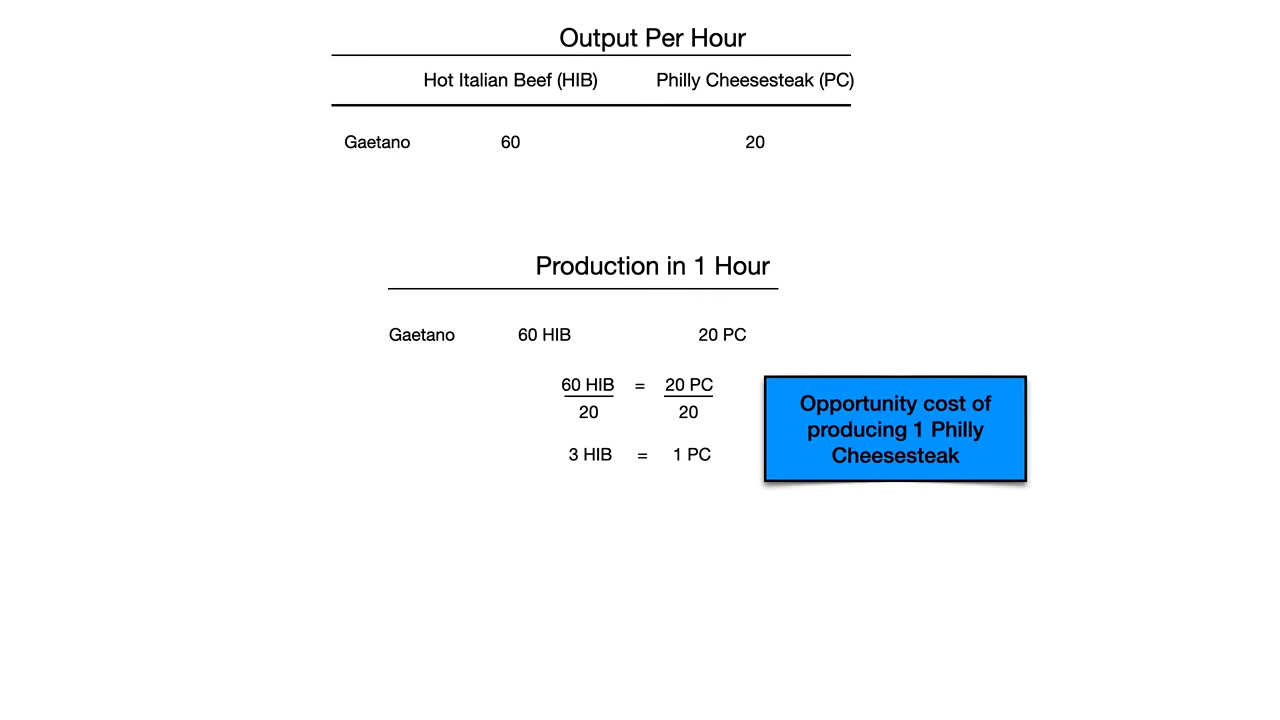 Output Per Hour
Hot Italian Beef (HIB) Philly Cheesesteak (PC)
Gaetano 60 20
Production in 1 Hour
Gaetano 60 HIB 20 PC
60 HIB = 20 PC
20 20
3 HIB = 1 PC
Opportunity cost of
producing 1 Philly
Cheesesteak